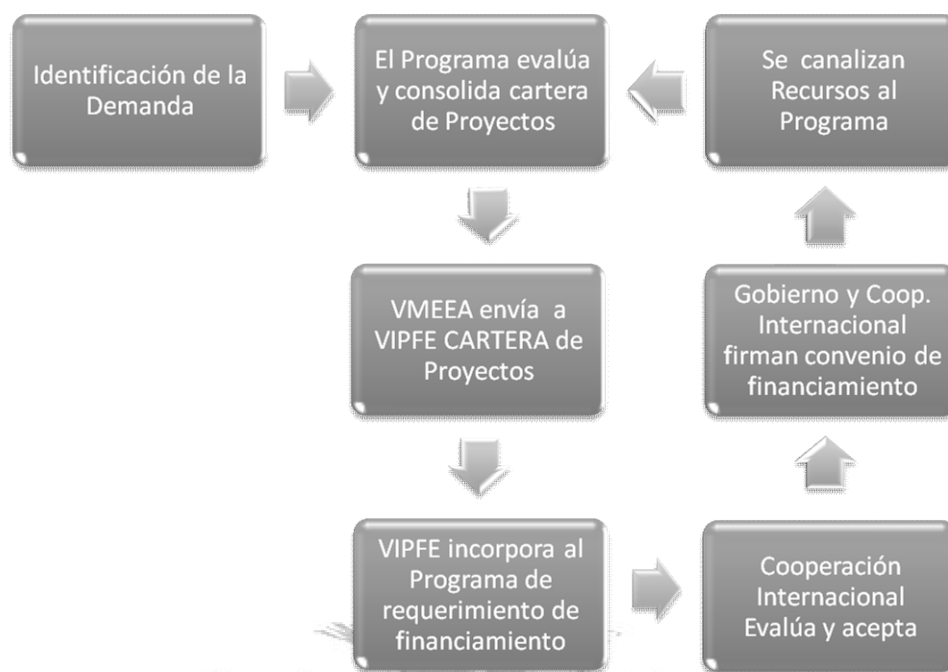 Identificación de la
Demanda
El Programa evalúa
y consolida cartera
de Proyectos
Se canalizan
Recursos al
Programa
VMEEA envía a
VIPFE CARTERA de
Proyectos
Gobierno y Coop.
Internacional
firman convenio de
financiamiento
VIPFE incorpora al
Programa de
requerimiento de
financiamiento
Cooperación
Internacional
Evalúa y acepta